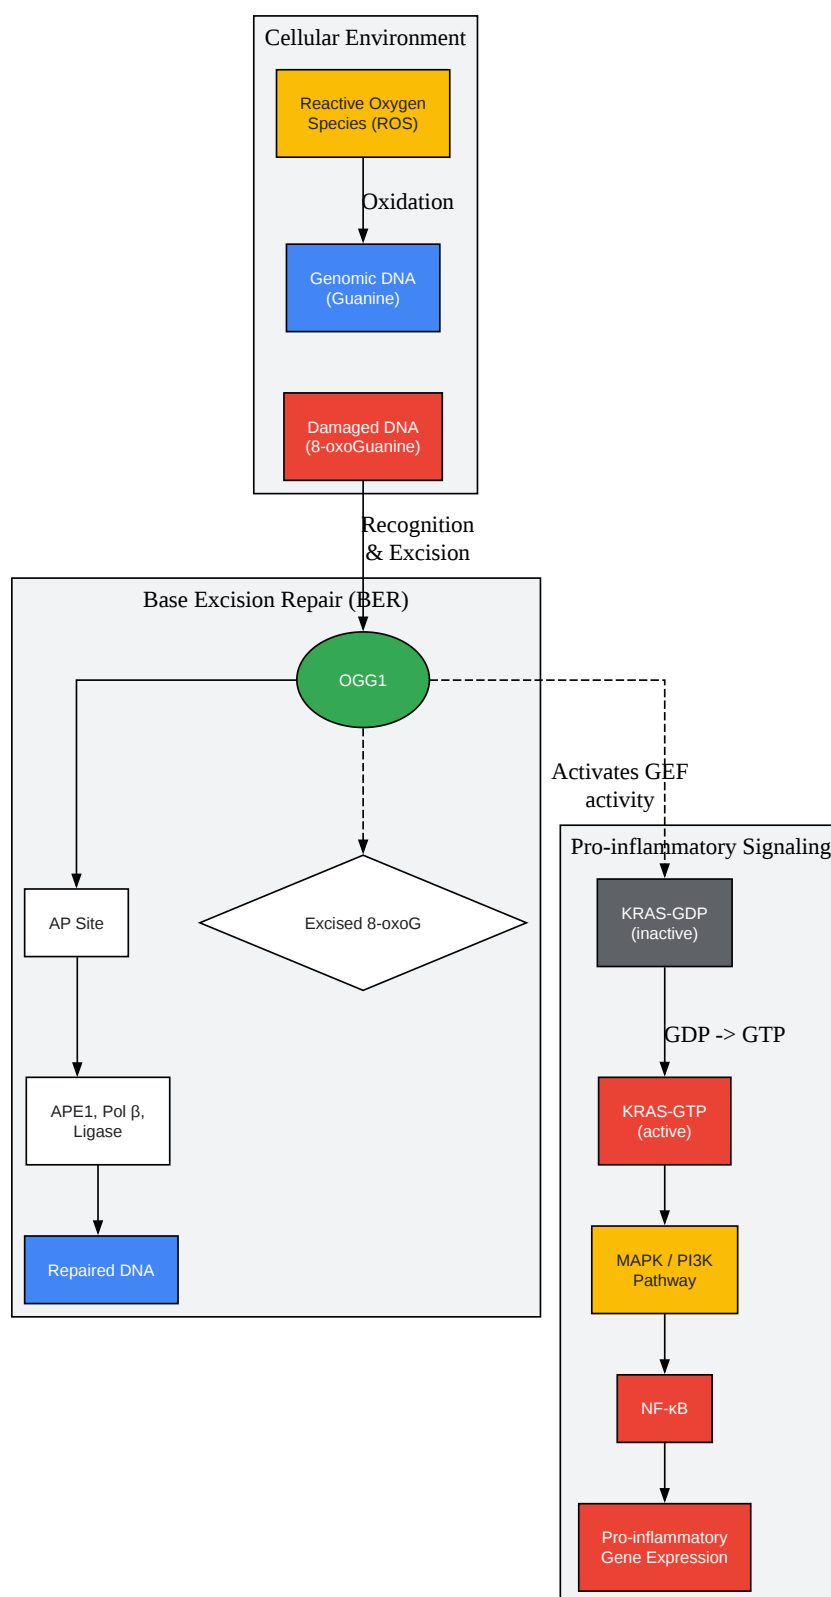 Cellular Environment
Reactive Oxygen
Species (ROS)
Oxidation
Genomic DNA
(Guanine)
Damaged DNA
(8-oxoGuanine)
Recognition
& Excision
Base Excision Repair (BER)
OGG1
Activates GEF
activity
Pro-inflammatory Signaling
AP Site
Excised 8-oxoG
KRAS-GDP
(inactive)
GDP -> GTP
APE1, Pol β,
Ligase
KRAS-GTP
(active)
Repaired DNA
MAPK / PI3K
Pathway
NF-κB
Pro-inflammatory
Gene Expression